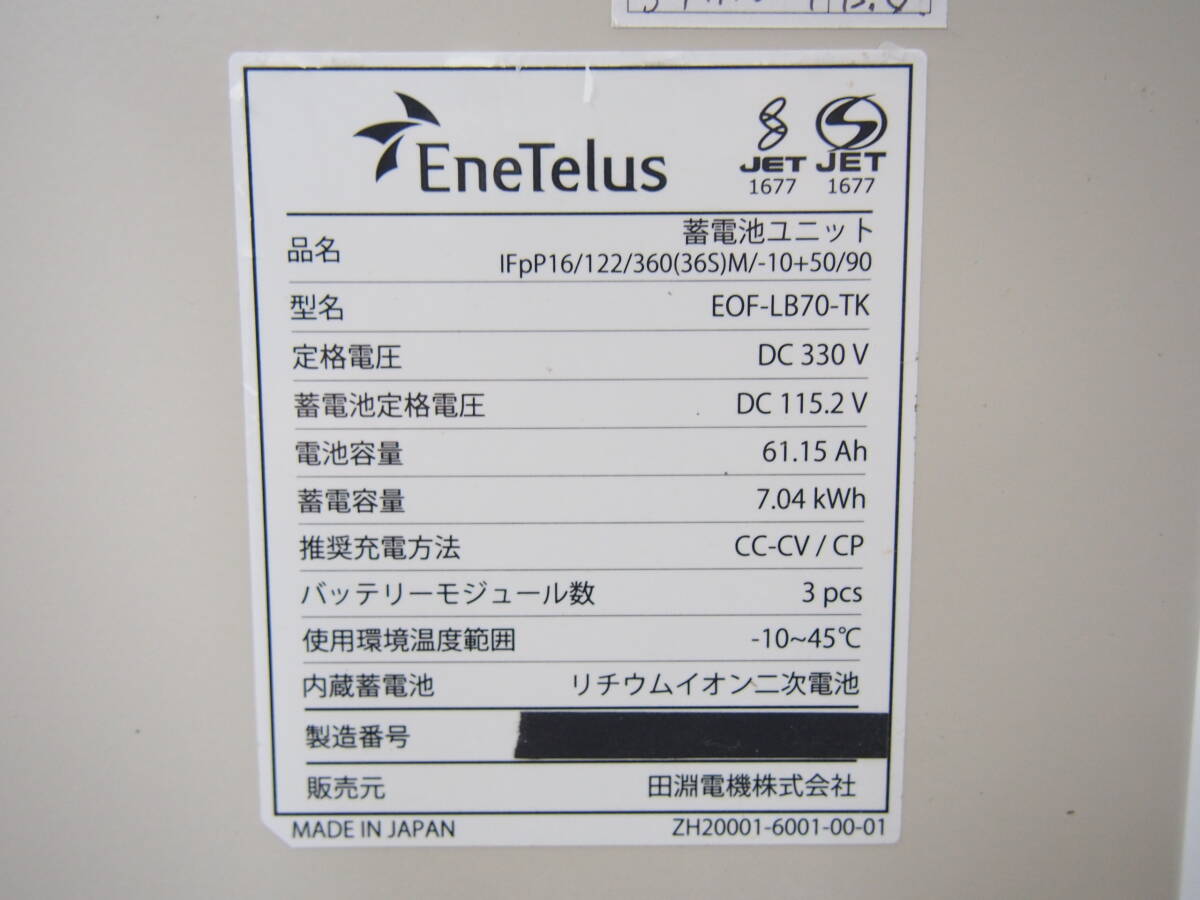 EneTelus
JET JET
1677 1677
品名 蓄電池ユニット
IFpP16/122/360(36S)M/-10+50/90
型名 EOF-LB70-TK
定格電圧 DC 330 V
蓄電池定格電圧 DC 115.2 V
電池容量 61.15 Ah
蓄電容量 7.04 kWh
推奨充電方法 CC-CV / CP
バッテリーモジュール数 3 pcs
使用環境温度範囲 -10~45℃
内蔵蓄電池 リチウムイオン二次電池
製造番号
販売元 田淵電機株式会社
MADE IN JAPAN ZH20001-6001-00-01